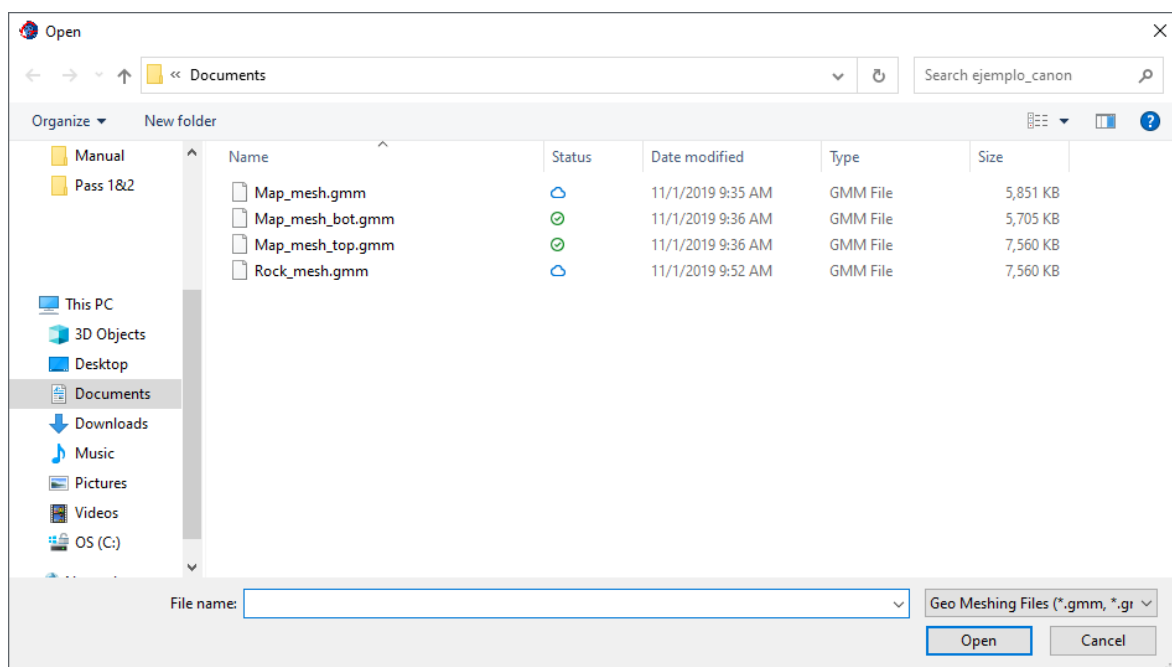 Open
« Documents
Search ejemplo_canon
Organize
New folder
Manual
Pass 1&2
This PC
3D Objects
Desktop
Documents
Downloads
Music
Pictures
Videos
OS (C:)
Name Status Date modified Type Size
Map_mesh.gmm 11/1/2019 9:35 AM GMM File 5,851 KB
Map_mesh_bot.gmm 11/1/2019 9:36 AM GMM File 5,705 KB
Map_mesh_top.gmm 11/1/2019 9:36 AM GMM File 7,560 KB
Rock_mesh.gmm 11/1/2019 9:52 AM GMM File 7,560 KB
File name:
Geo Meshing Files (*.gmm, *.gr
Open
Cancel